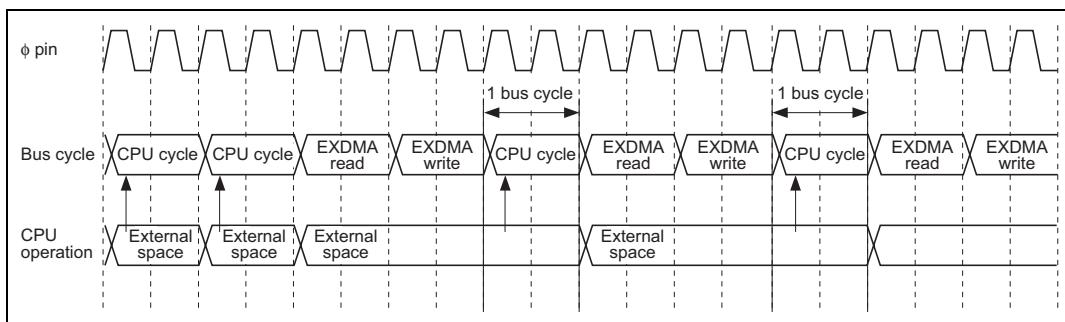 φ pin
1 bus cycle 1 bus cycle
Bus cycle CPU cycle CPU cycle EXDMA read EXDMA write CPU cycle EXDMA read EXDMA write CPU cycle EXDMA read EXDMA write
CPU operation External space External space External space External space